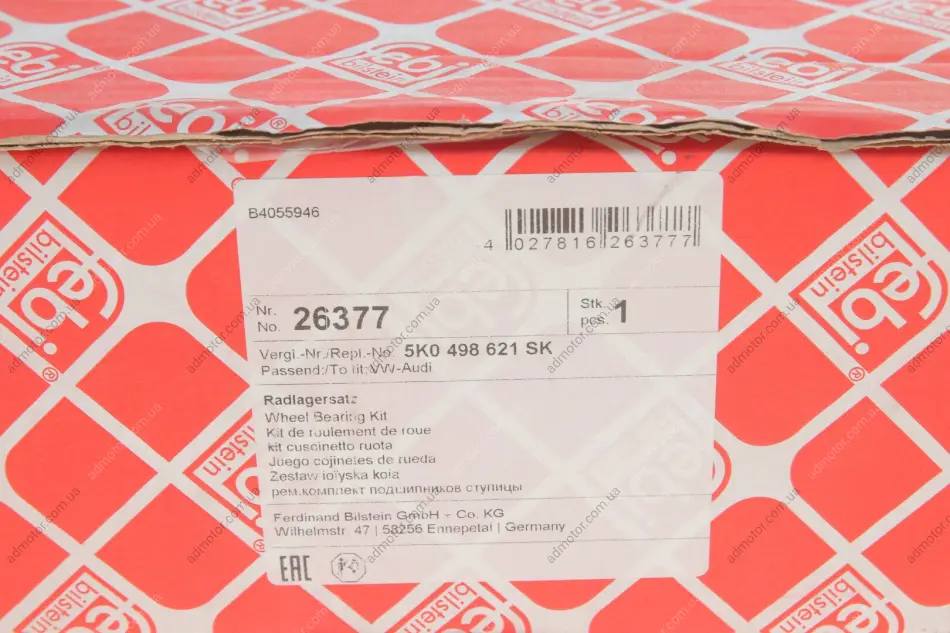 febi
bilstein
B4055946
4 027816 263777
Nr.
No. 26377
Stk.
pcs. 1
Vergl.-Nr./Repl.-No. 5K0 498 621 SK
Passend:/To fit:VW-Audi
Radlagersatz
Wheel Bearing Kit
Kit de roulement de roue
kit cuscinetto ruota
Juego cojinetes de rueda
Zestaw łożyska koła
рем.комплект подшипников ступицы
Ferdinand Bilstein GmbH + Co. KG
Wilhelmstr. 47 | 58256 Ennepetal | Germany
EAC
admotor.com.ua